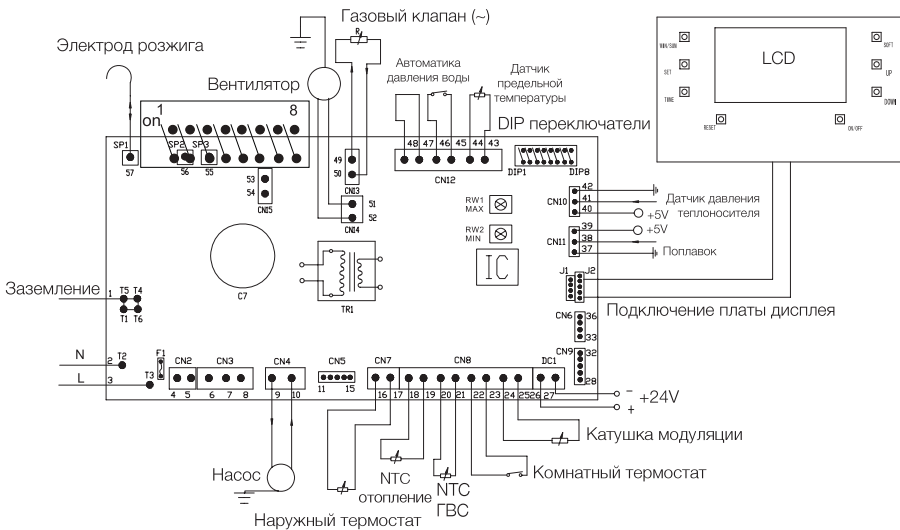 Газовый клапан (~)
Электрод розжига
R
Вентилятор
Автоматика
давления воды
Датчик
предельной
температуры
WIN/SUN
SOFT
LCD
SET
UP
TIME
DOWN
RESET
ON/OFF
1
8
on
DIP переключатели
SP1
SP2
SP3
57
56
55
49
50
CN13
48
47
46
45
44
43
CN12
DIP1
DIP8
53
54
CN15
51
52
CN14
RW1
MAX
RW2
MIN
IC
42
CN10
41
40
Датчик давления
теплоносителя
+5V
39
+5V
CN11
38
37
Поплавок
C7
TR1
J1
J2
Подключение платы дисплея
Заземление
1
T5
T4
T1
T6
CN6
36
33
N
2
T2
F1
L
3
T3
CN2
CN3
CN4
CN5
CN7
CN8
DC1
CN9
32
28
4
5
6
7
8
9
10
11
15
16
17
18
19
20
21
22
23
24
25
26
27
−
+24V
+
Катушка модуляции
Насос
NTC
отопление
NTC
ГВС
Комнатный термостат
Наружный термостат